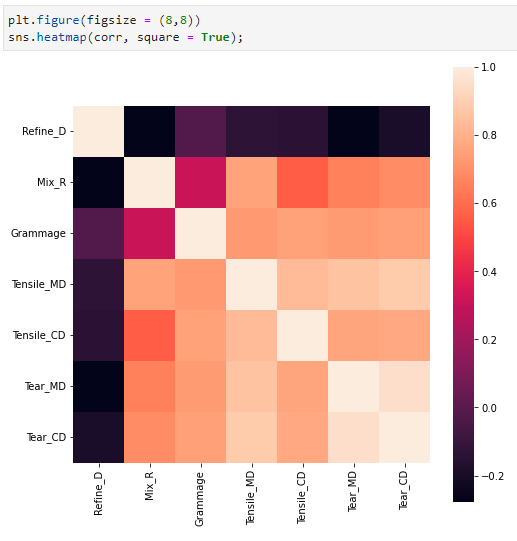 plt.figure(figsize = (8,8))
sns.heatmap(corr, square = True);
1.0
Refine_D
Mix_R
Grammage
Tensile_MD
Tensile_CD
Tear_MD
Tear_CD
0.8
0.6
0.4
0.2
0.0
−0.2
Refine_D
Mix_R
Grammage
Tensile_MD
Tensile_CD
Tear_MD
Tear_CD